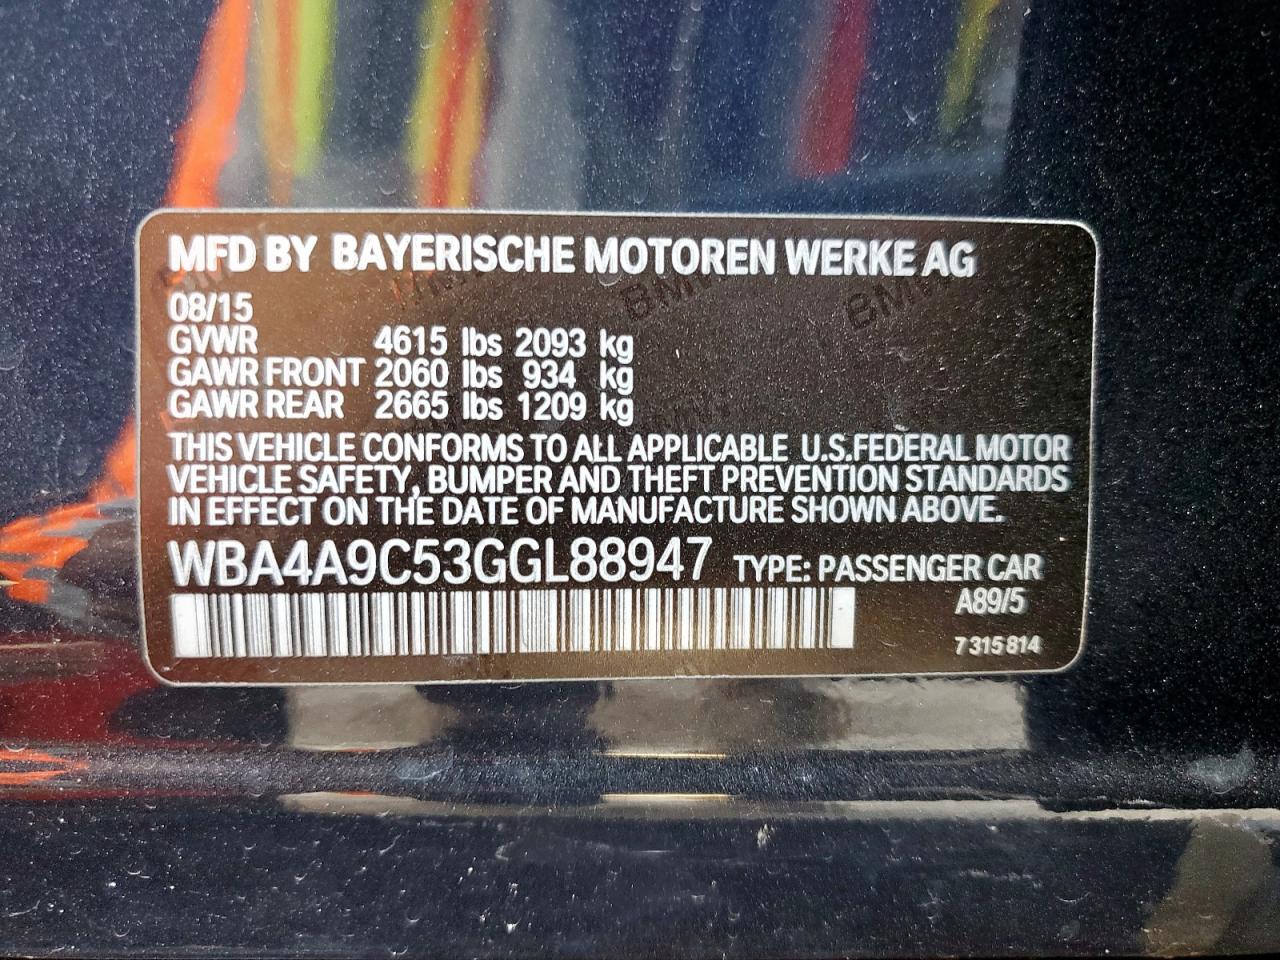 MFD BY BAYERISCHE MOTOREN WERKE AG
08/15
GVWR 4615 lbs 2093 kg
GAWR FRONT 2060 lbs 934 kg
GAWR REAR 2665 lbs 1209 kg
THIS VEHICLE CONFORMS TO ALL APPLICABLE U.S.FEDERAL MOTOR
VEHICLE SAFETY, BUMPER AND THEFT PREVENTION STANDARDS
IN EFFECT ON THE DATE OF MANUFACTURE SHOWN ABOVE.
WBA4A9C53GGL88947 TYPE: PASSENGER CAR
A89/5
7 315 814